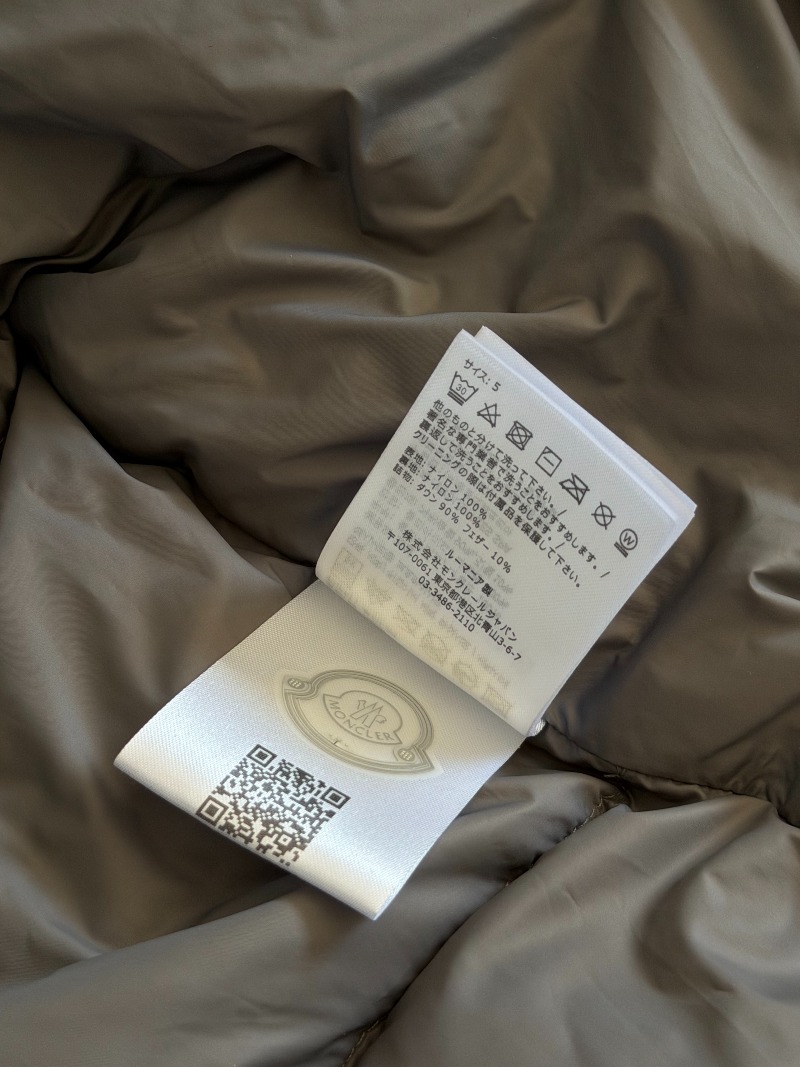 サイズ: 5
30
W
他のものと分けて洗って下さい。/
著名な専門業者で洗うことをおすすめします。/
裏返して洗うことをおすすめします。/
クリーニングの際は付属品を保護して下さい。
表地: ナイロン 100%
裏地: ナイロン 100%
詰物: ダウン 90% フェザー 10%
ルーマニア製
株式会社モンクレールジャパン
〒107-0061 東京都港区北青山3-6-7
03-3486-2110
MONCLER